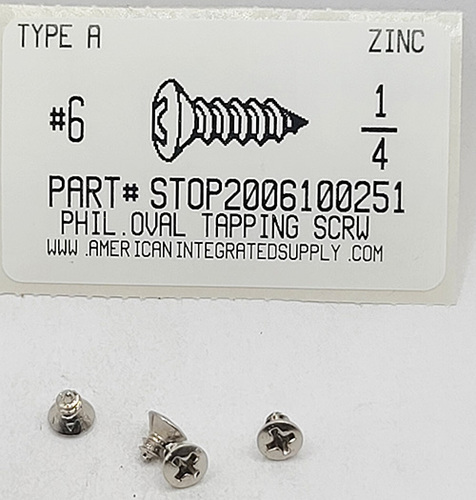 TYPE A ZINC
#6 1/4
PART# STOP2006100251
PHIL.OVAL TAPPING SCRW
WWW.AMERICANINTEGRATEDSUPPLY.COM